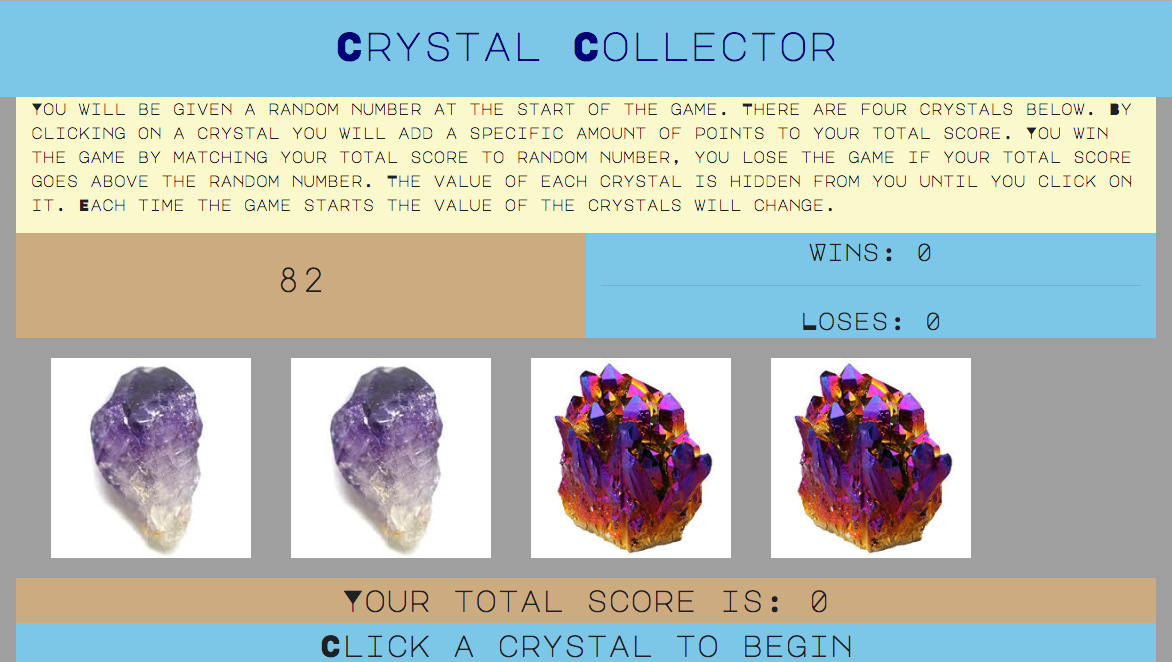 Crystal Collector
You will be given a random number at the start of the game. There are four crystals below. By
clicking on a crystal you will add a specific amount of points to your total score. You win
the game by matching your total score to random number, you lose the game if your total score
goes above the random number. The value of each crystal is hidden from you until you click on
it. Each time the game starts the value of the crystals will change.
82
Wins: 0
Loses: 0
Your total score is: 0
Click a crystal to begin